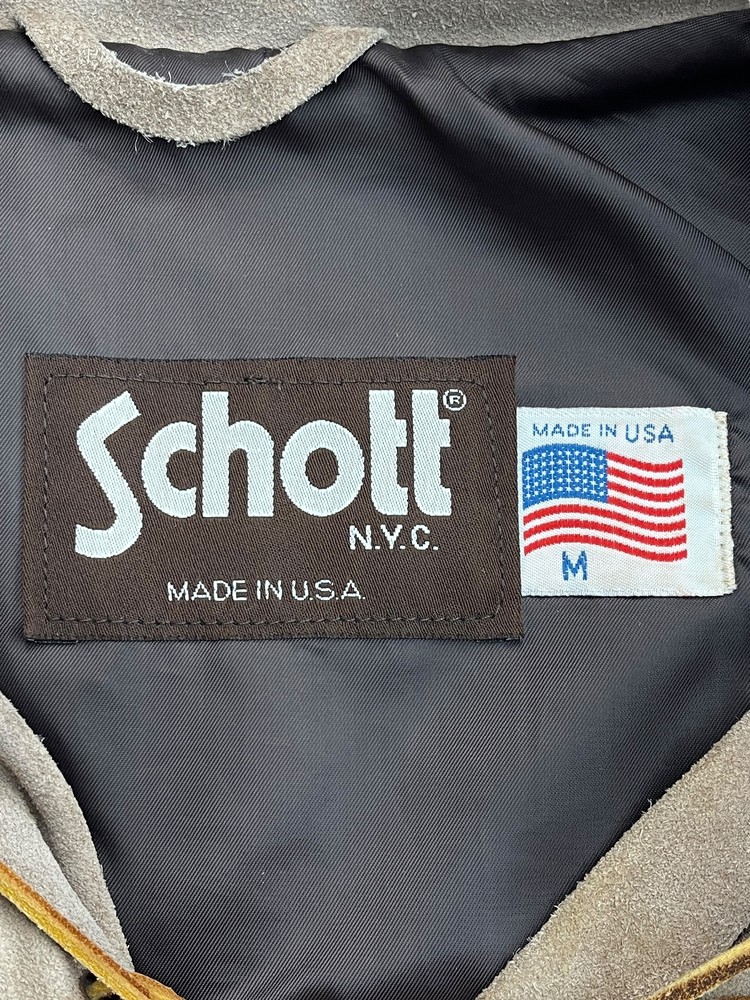 Schott®
N.Y.C.
MADE IN U.S.A.
MADE IN USA
M